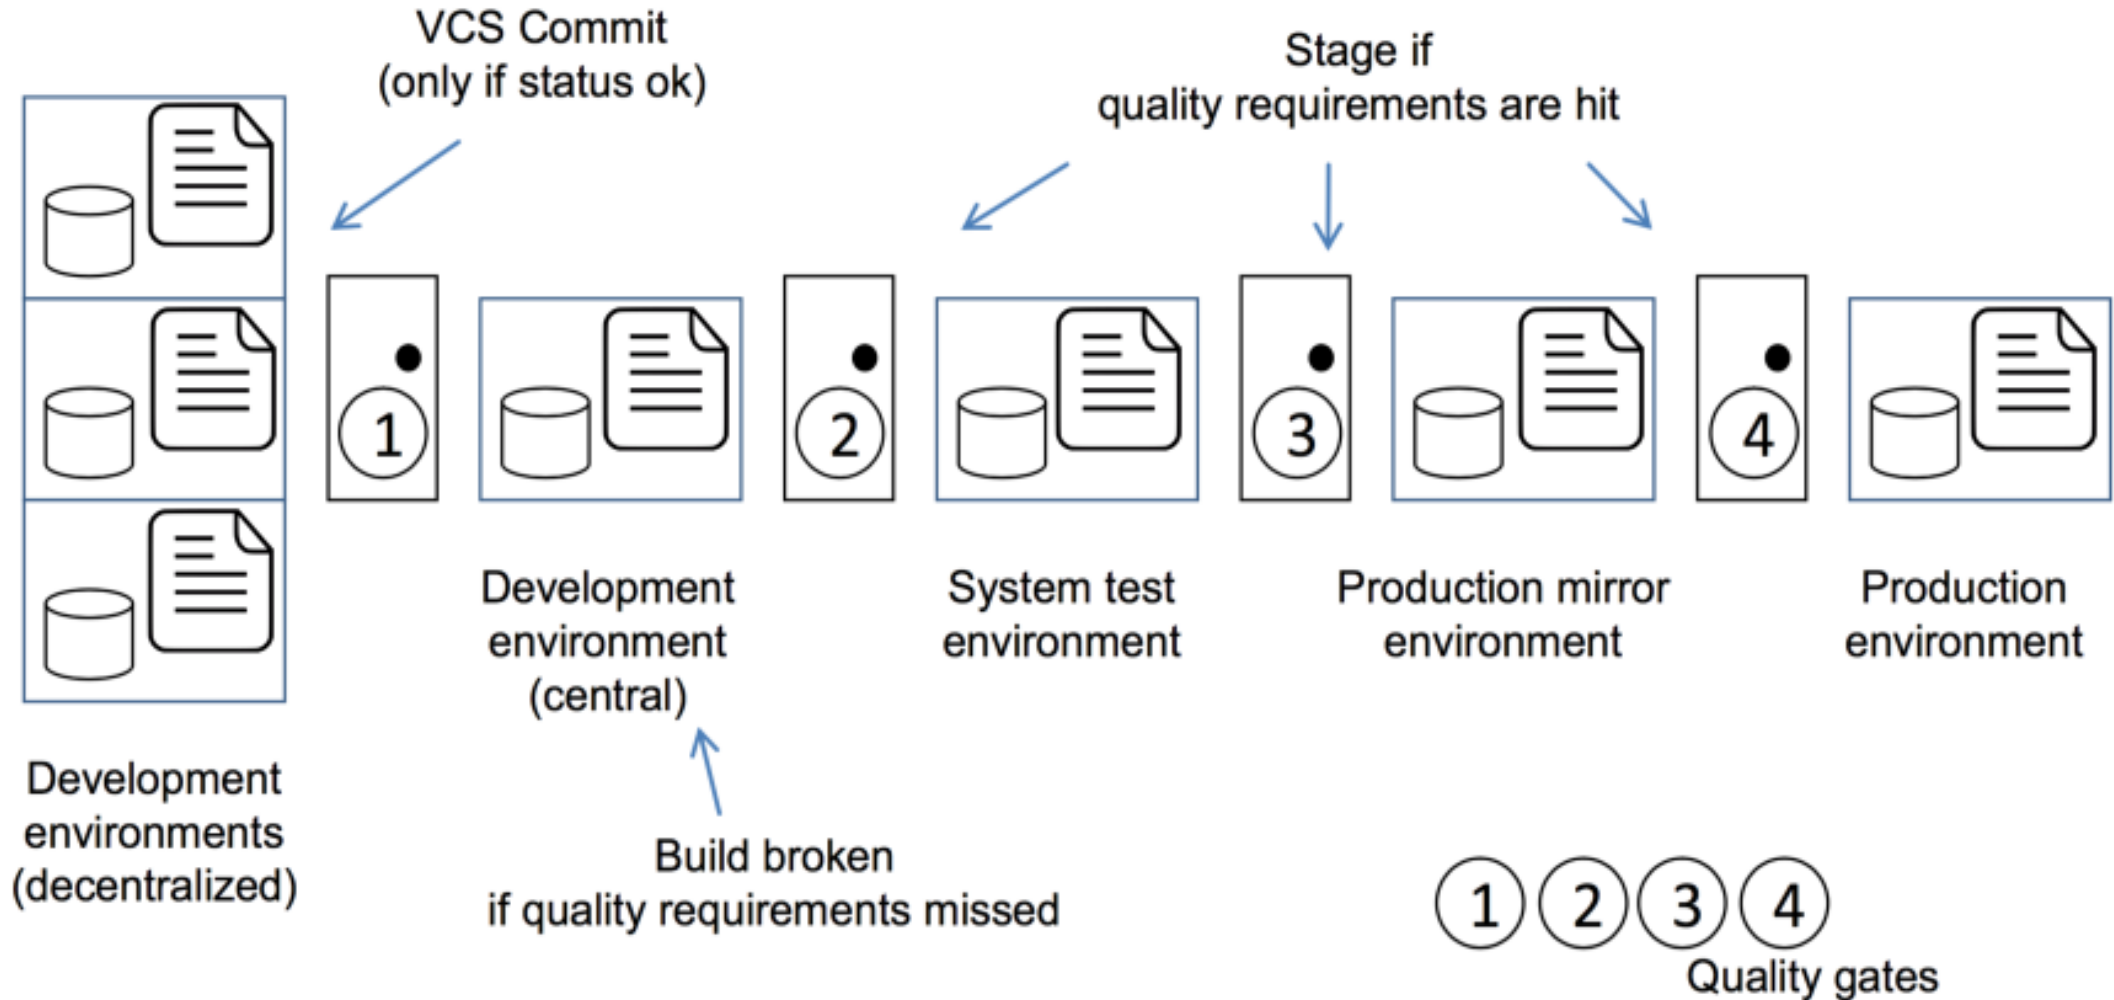 VCS Commit
(only if status ok)
Stage if
quality requirements are hit
1
2
3
4
Development
environment
(central)
System test
environment
Production mirror
environment
Production
environment
Development
environments
(decentralized)
Build broken
if quality requirements missed
1 2 3 4
Quality gates